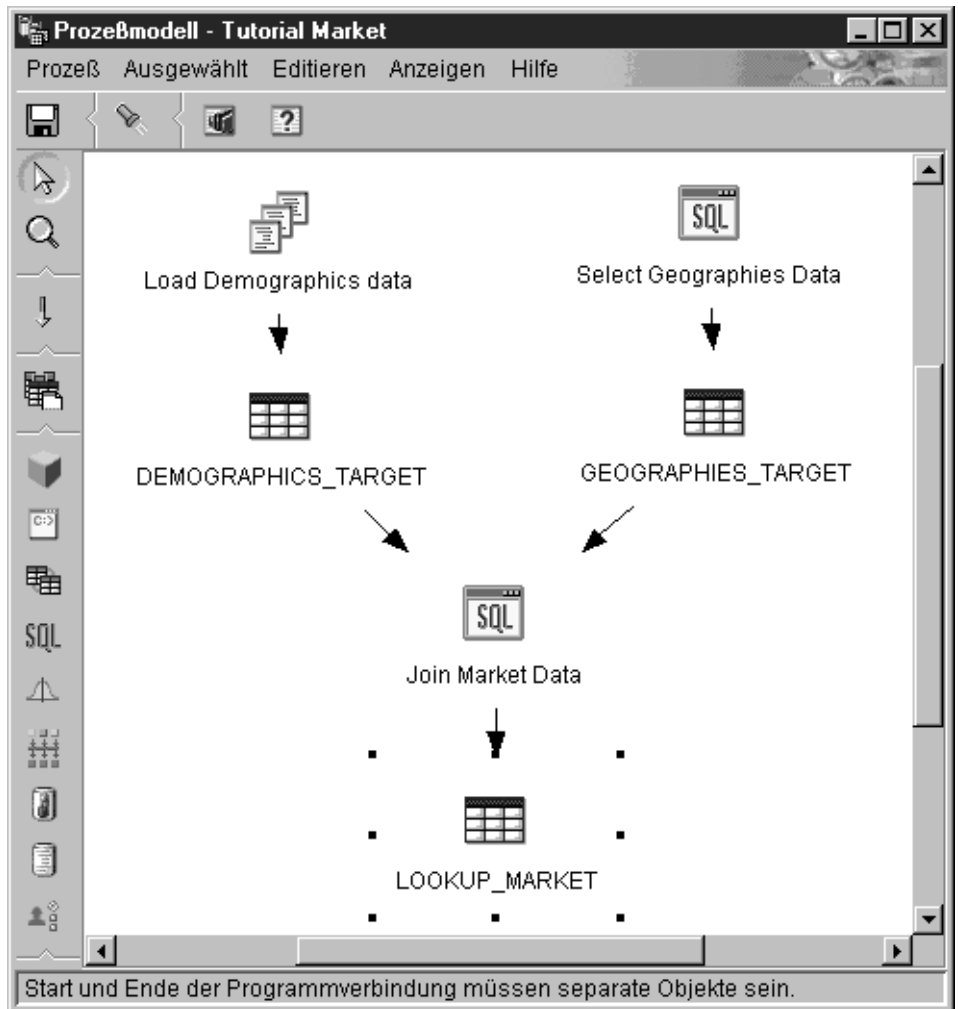 Prozeßmodell - Tutorial Market
Prozeß Ausgewählt Editieren Anzeigen Hilfe
SQL
Load Demographics data
Select Geographies Data
DEMOGRAPHICS_TARGET
GEOGRAPHIES_TARGET
C:>
SQL
SQL
Join Market Data
LOOKUP_MARKET
Start und Ende der Programmverbindung müssen separate Objekte sein.